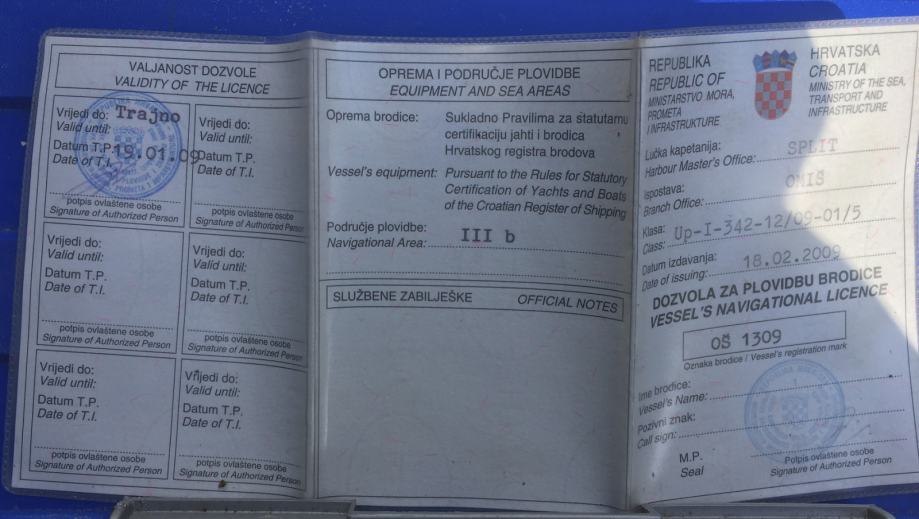 VALJANOST DOZVOLE
VALIDITY OF THE LICENCE
Vrijedi do: Trajno
Valid until:
Datum T.P. 19.01.09
Date of T.I.
potpis ovlaštene osobe
Signature of Authorized Person
Vrijedi do:
Valid until:
Datum T.P.
Date of T.I.
potpis ovlaštene osobe
Signature of Authorized Person
Vrijedi do:
Valid until:
Datum T.P.
Date of T.I.
potpis ovlaštene osobe
Signature of Authorized Person
Vrijedi do:
Valid until:
Datum T.P.
Date of T.I.
potpis ovlaštene osobe
Signature of Authorized Person
Vrijedi do:
Valid until:
Datum T.P.
Date of T.I.
potpis ovlaštene osobe
Signature of Authorized Person
Vrijedi do:
Valid until:
Datum T.P.
Date of T.I.
potpis ovlaštene osobe
Signature of Authorized Person
OPREMA I PODRUČJE PLOVIDBE
EQUIPMENT AND SEA AREAS
Oprema brodice: Sukladno Pravilima za statutarnu
certifikaciju jahti i brodica
Hrvatskog registra brodova
Vessel's equipment: Pursuant to the Rules for Statutory
Certification of Yachts and Boats
of the Croatian Register of Shipping
Područje plovidbe:
Navigational Area: III b
SLUŽBENE ZABILJEŠKE OFFICIAL NOTES
REPUBLIKA HRVATSKA
REPUBLIC OF CROATIA
MINISTARSTVO MORA,
PROMETA
I INFRASTRUKTURE
MINISTRY OF THE SEA,
TRANSPORT AND
INFRASTRUCTURE
Lučka kapetanija:
Harbour Master's Office: SPLIT
Ispostava:
Branch Office: OMIŠ
Klasa:
Class: Up-I-342-12/09-01/5
Datum izdavanja:
Date of issuing: 18.02.2009
DOZVOLA ZA PLOVIDBU BRODICE
VESSEL'S NAVIGATIONAL LICENCE
OŠ 1309
Oznaka brodice / Vessel's registration mark
Ime brodice:
Vessel's Name:
Pozivni znak:
Call sign:
M.P.
Seal
Potpis ovlaštene osobe
Signature of Authorized Person